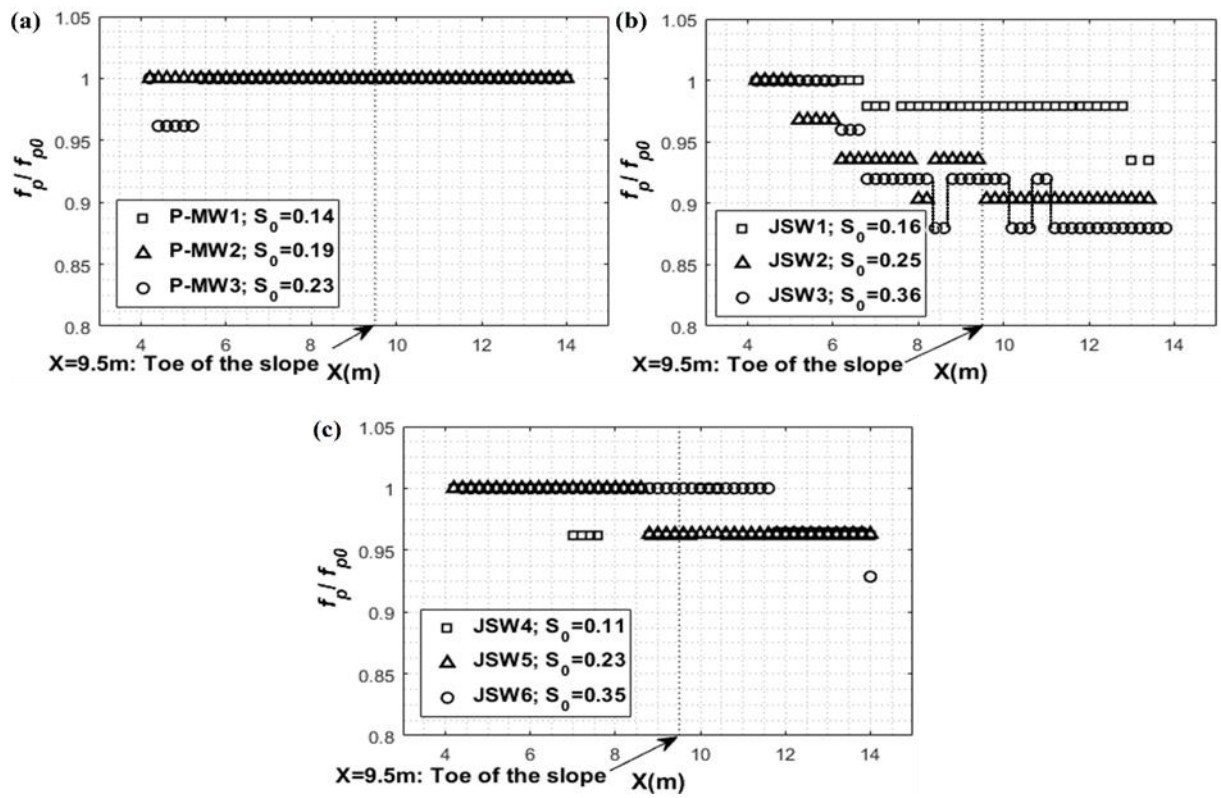 (a)
1.05
1
0.95
0.9
0.85
0.8
f_p / f_p0
P-MW1; S_0=0.14
P-MW2; S_0=0.19
P-MW3; S_0=0.23
4 6 8 10 12 14
X=9.5m: Toe of the slope X(m)
(b)
1.05
1
0.95
0.9
0.85
0.8
f_p / f_p0
JSW1; S_0=0.16
JSW2; S_0=0.25
JSW3; S_0=0.36
4 6 8 10 12 14
X=9.5m: Toe of the slope X(m)
(c)
1.05
1
0.95
0.9
0.85
0.8
f_p / f_p0
JSW4; S_0=0.11
JSW5; S_0=0.23
JSW6; S_0=0.35
4 6 8 10 12 14
X=9.5m: Toe of the slope X(m)